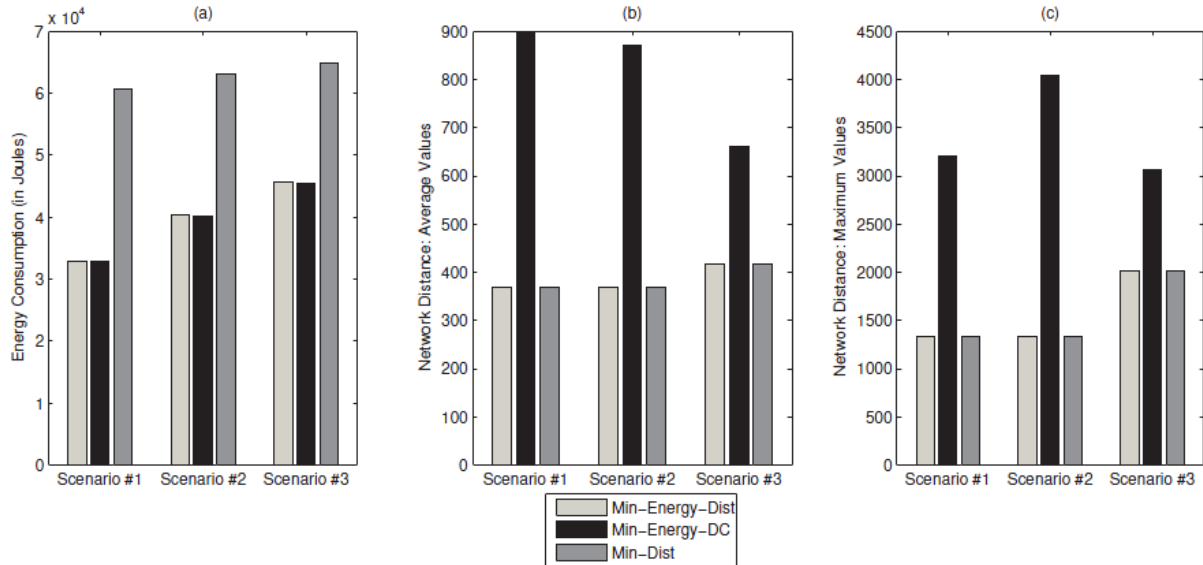 (a)
x 10⁴
7
6
5
4
3
2
1
0
Energy Consumption (in Joules)
Scenario #1 Scenario #2 Scenario #3
(b)
900
800
700
600
500
400
300
200
100
0
Network Distance: Average Values
Scenario #1 Scenario #2 Scenario #3
(c)
4500
4000
3500
3000
2500
2000
1500
1000
500
0
Network Distance: Maximum Values
Scenario #1 Scenario #2 Scenario #3
Min-Energy-Dist
Min-Energy-DC
Min-Dist